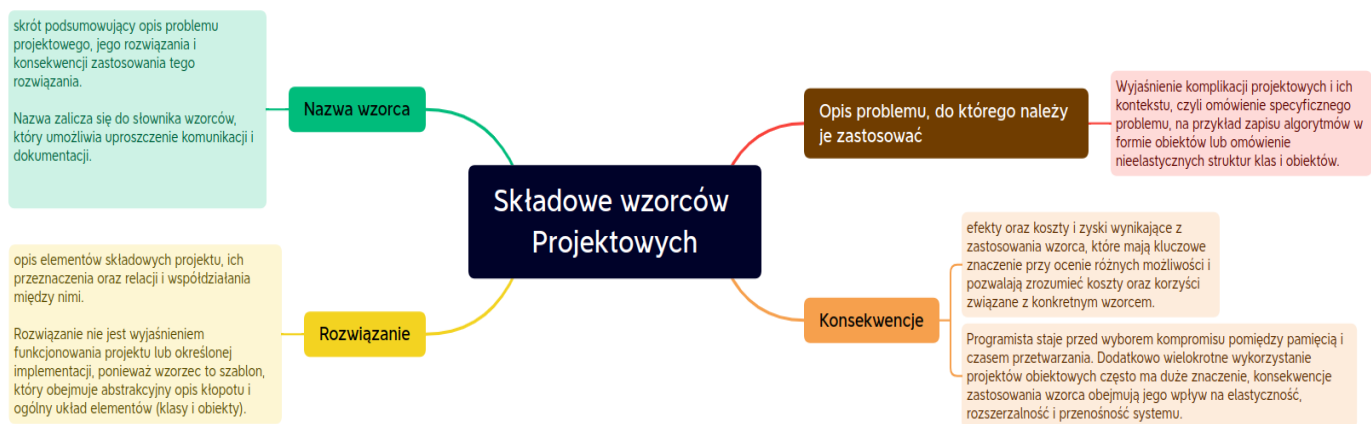 skrót podsumowujący opis problemu
projektowego, jego rozwiązania i
konsekwencji zastosowania tego
rozwiązania.
Nazwa zalicza się do słownika wzorców,
który umożliwia uproszczenie komunikacji i
dokumentacji.
Nazwa wzorca
opis elementów składowych projektu, ich
przeznaczenia oraz relacji i współdziałania
między nimi.
Rozwiązanie nie jest wyjaśnieniem
funkcjonowania projektu lub określonej
implementacji, ponieważ wzorzec to szablon,
który obejmuje abstrakcyjny opis kłopotu i
ogólny układ elementów (klasy i obiekty).
Rozwiązanie
Składowe wzorców
Projektowych
Opis problemu, do którego należy
je zastosować
Wyjaśnienie komplikacji projektowych i ich
kontekstu, czyli omówienie specyficznego
problemu, na przykład zapisu algorytmów w
formie obiektów lub omówienie
nieelastycznych struktur klas i obiektów.
Konsekwencje
efekty oraz koszty i zyski wynikające z
zastosowania wzorca, które mają kluczowe
znaczenie przy ocenie różnych możliwości i
pozwalają zrozumieć koszty oraz korzyści
związane z konkretnym wzorcem.
Programista staje przed wyborem kompromisu pomiędzy pamięcią i
czasem przetwarzania. Dodatkowo wielokrotne wykorzystanie
projektów obiektowych często ma duże znaczenie, konsekwencje
zastosowania wzorca obejmują jego wpływ na elastyczność,
rozszerzalność i przenośność systemu.